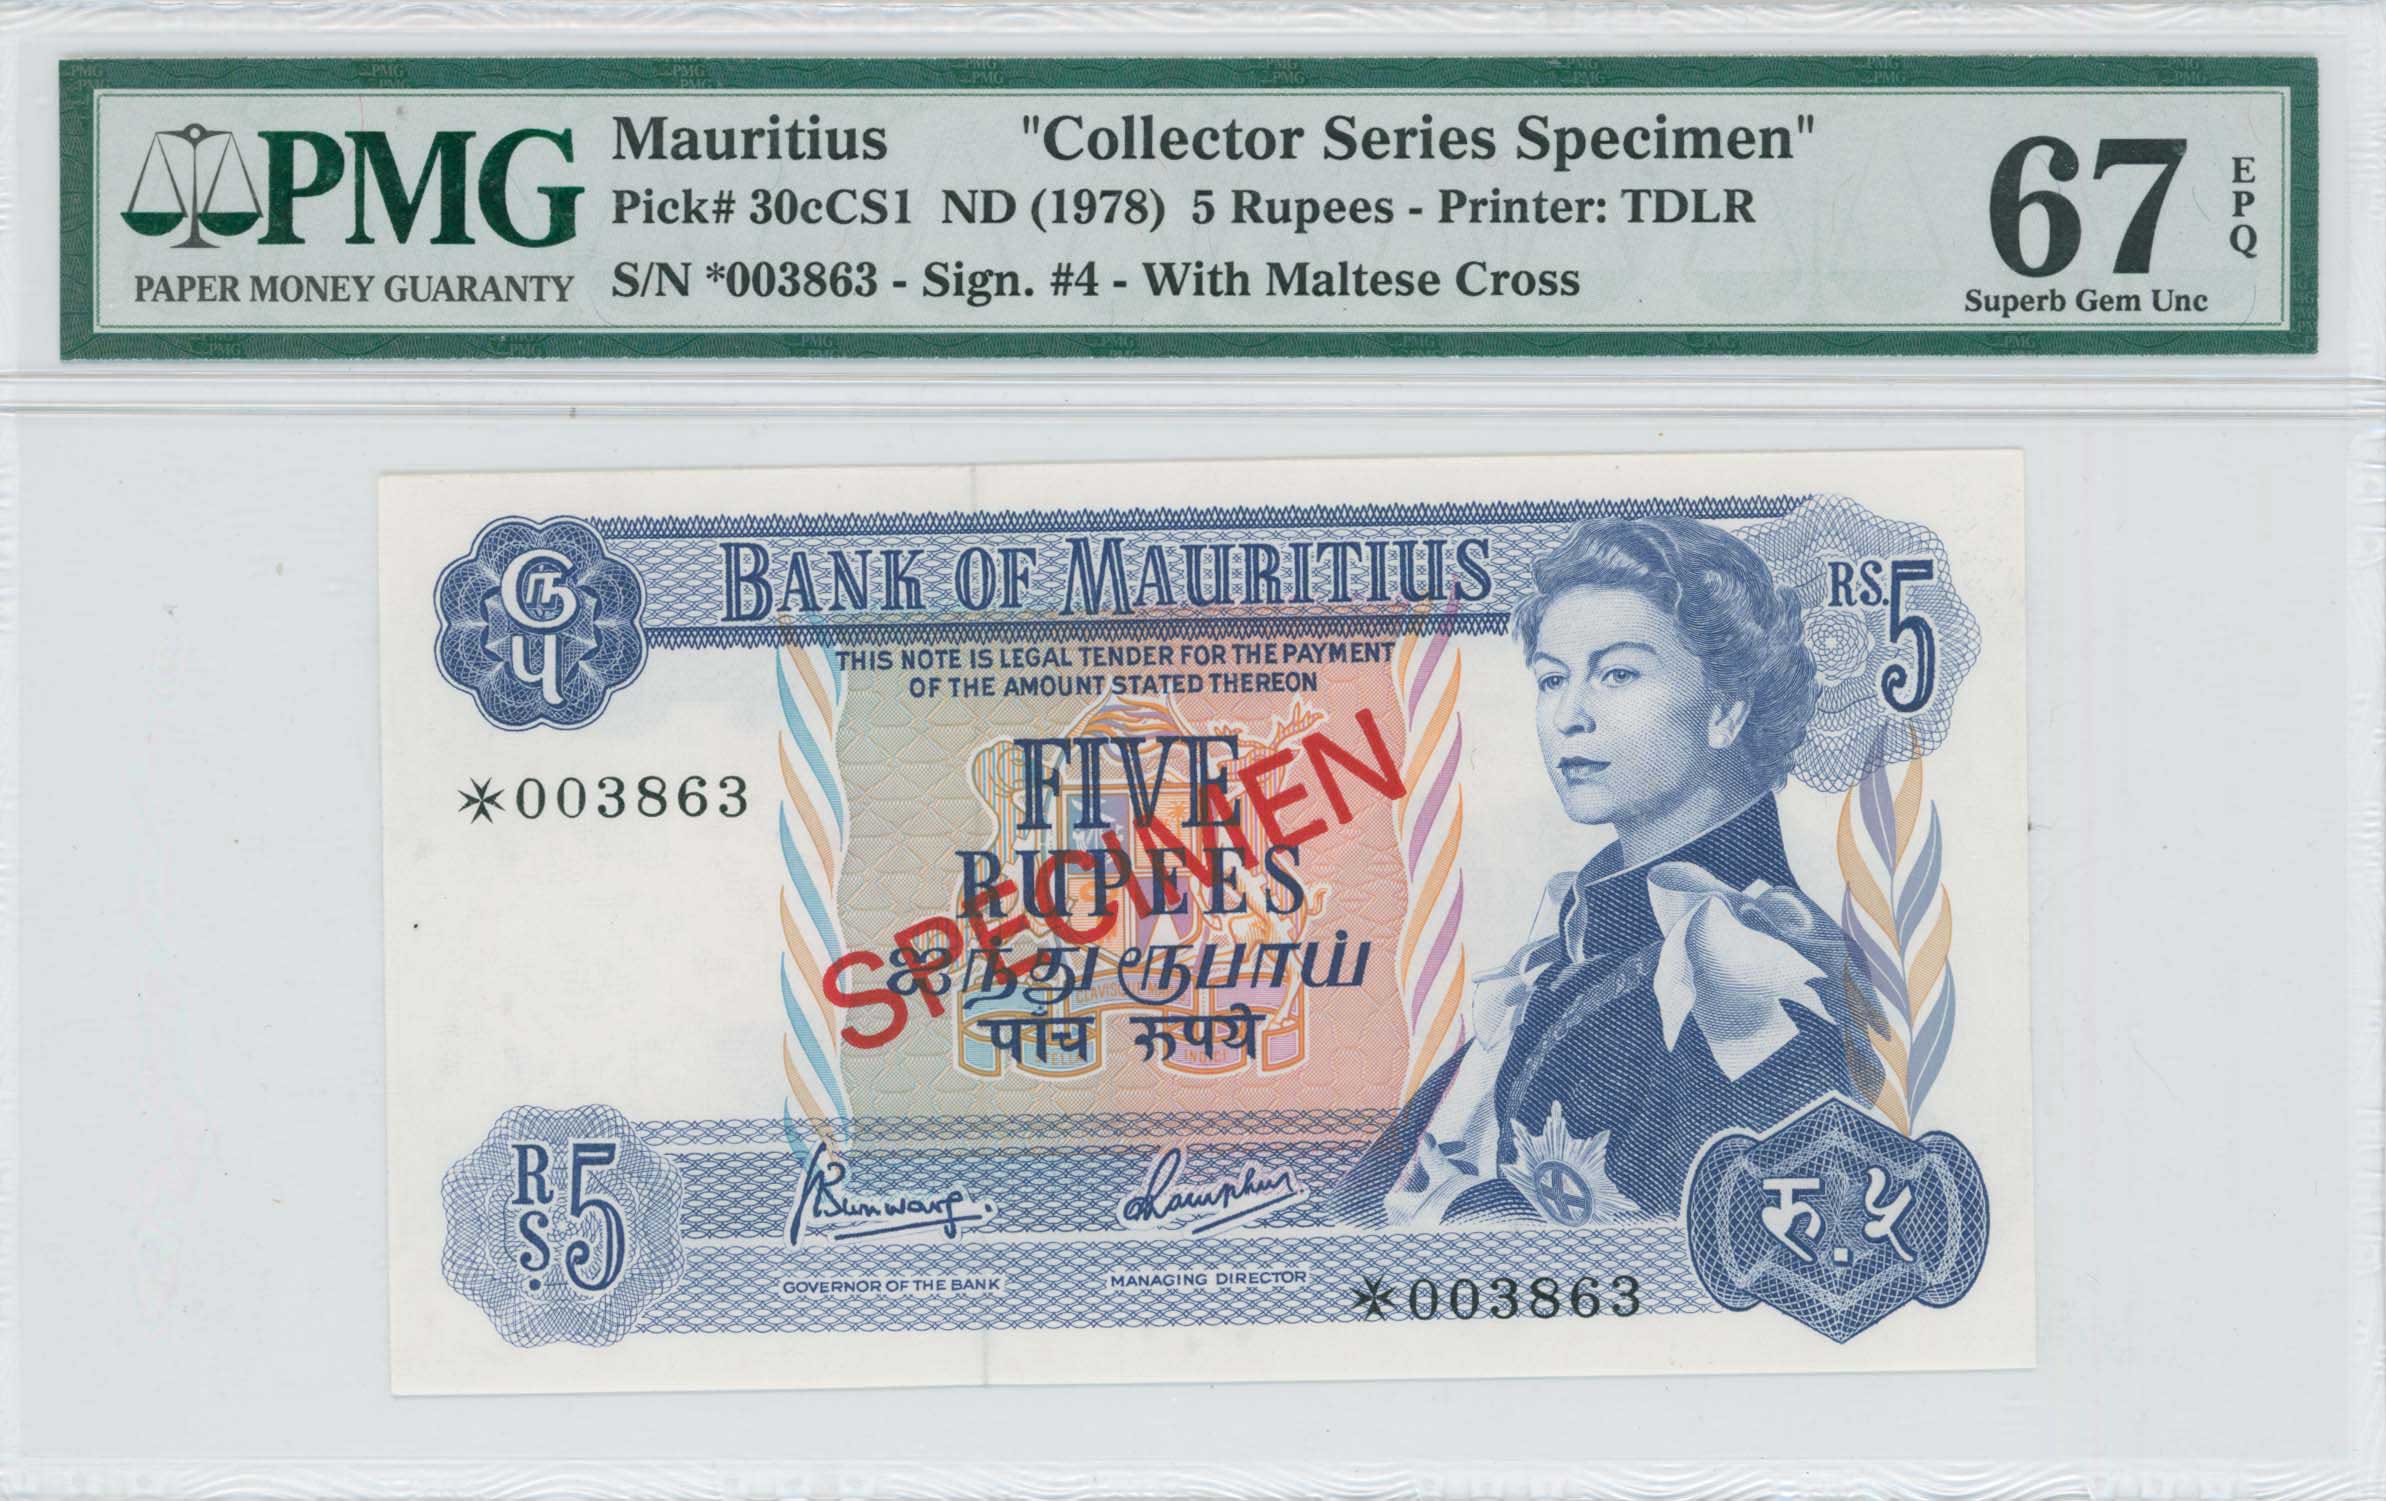 PMG
PAPER MONEY GUARANTY
Mauritius "Collector Series Specimen"
Pick# 30cCS1 ND (1978) 5 Rupees - Printer: TDLR
S/N *003863 - Sign. #4 - With Maltese Cross
67
EPQ
Superb Gem Unc
BANK OF MAURITIUS
RS.5
THIS NOTE IS LEGAL TENDER FOR THE PAYMENT
OF THE AMOUNT STATED THEREON
*003863
FIVE
RUPEES
SPECIMEN
ஐந்து ரூபாய்
पाँच रूपये
RS.5
GOVERNOR OF THE BANK
MANAGING DIRECTOR
*003863
रु.५